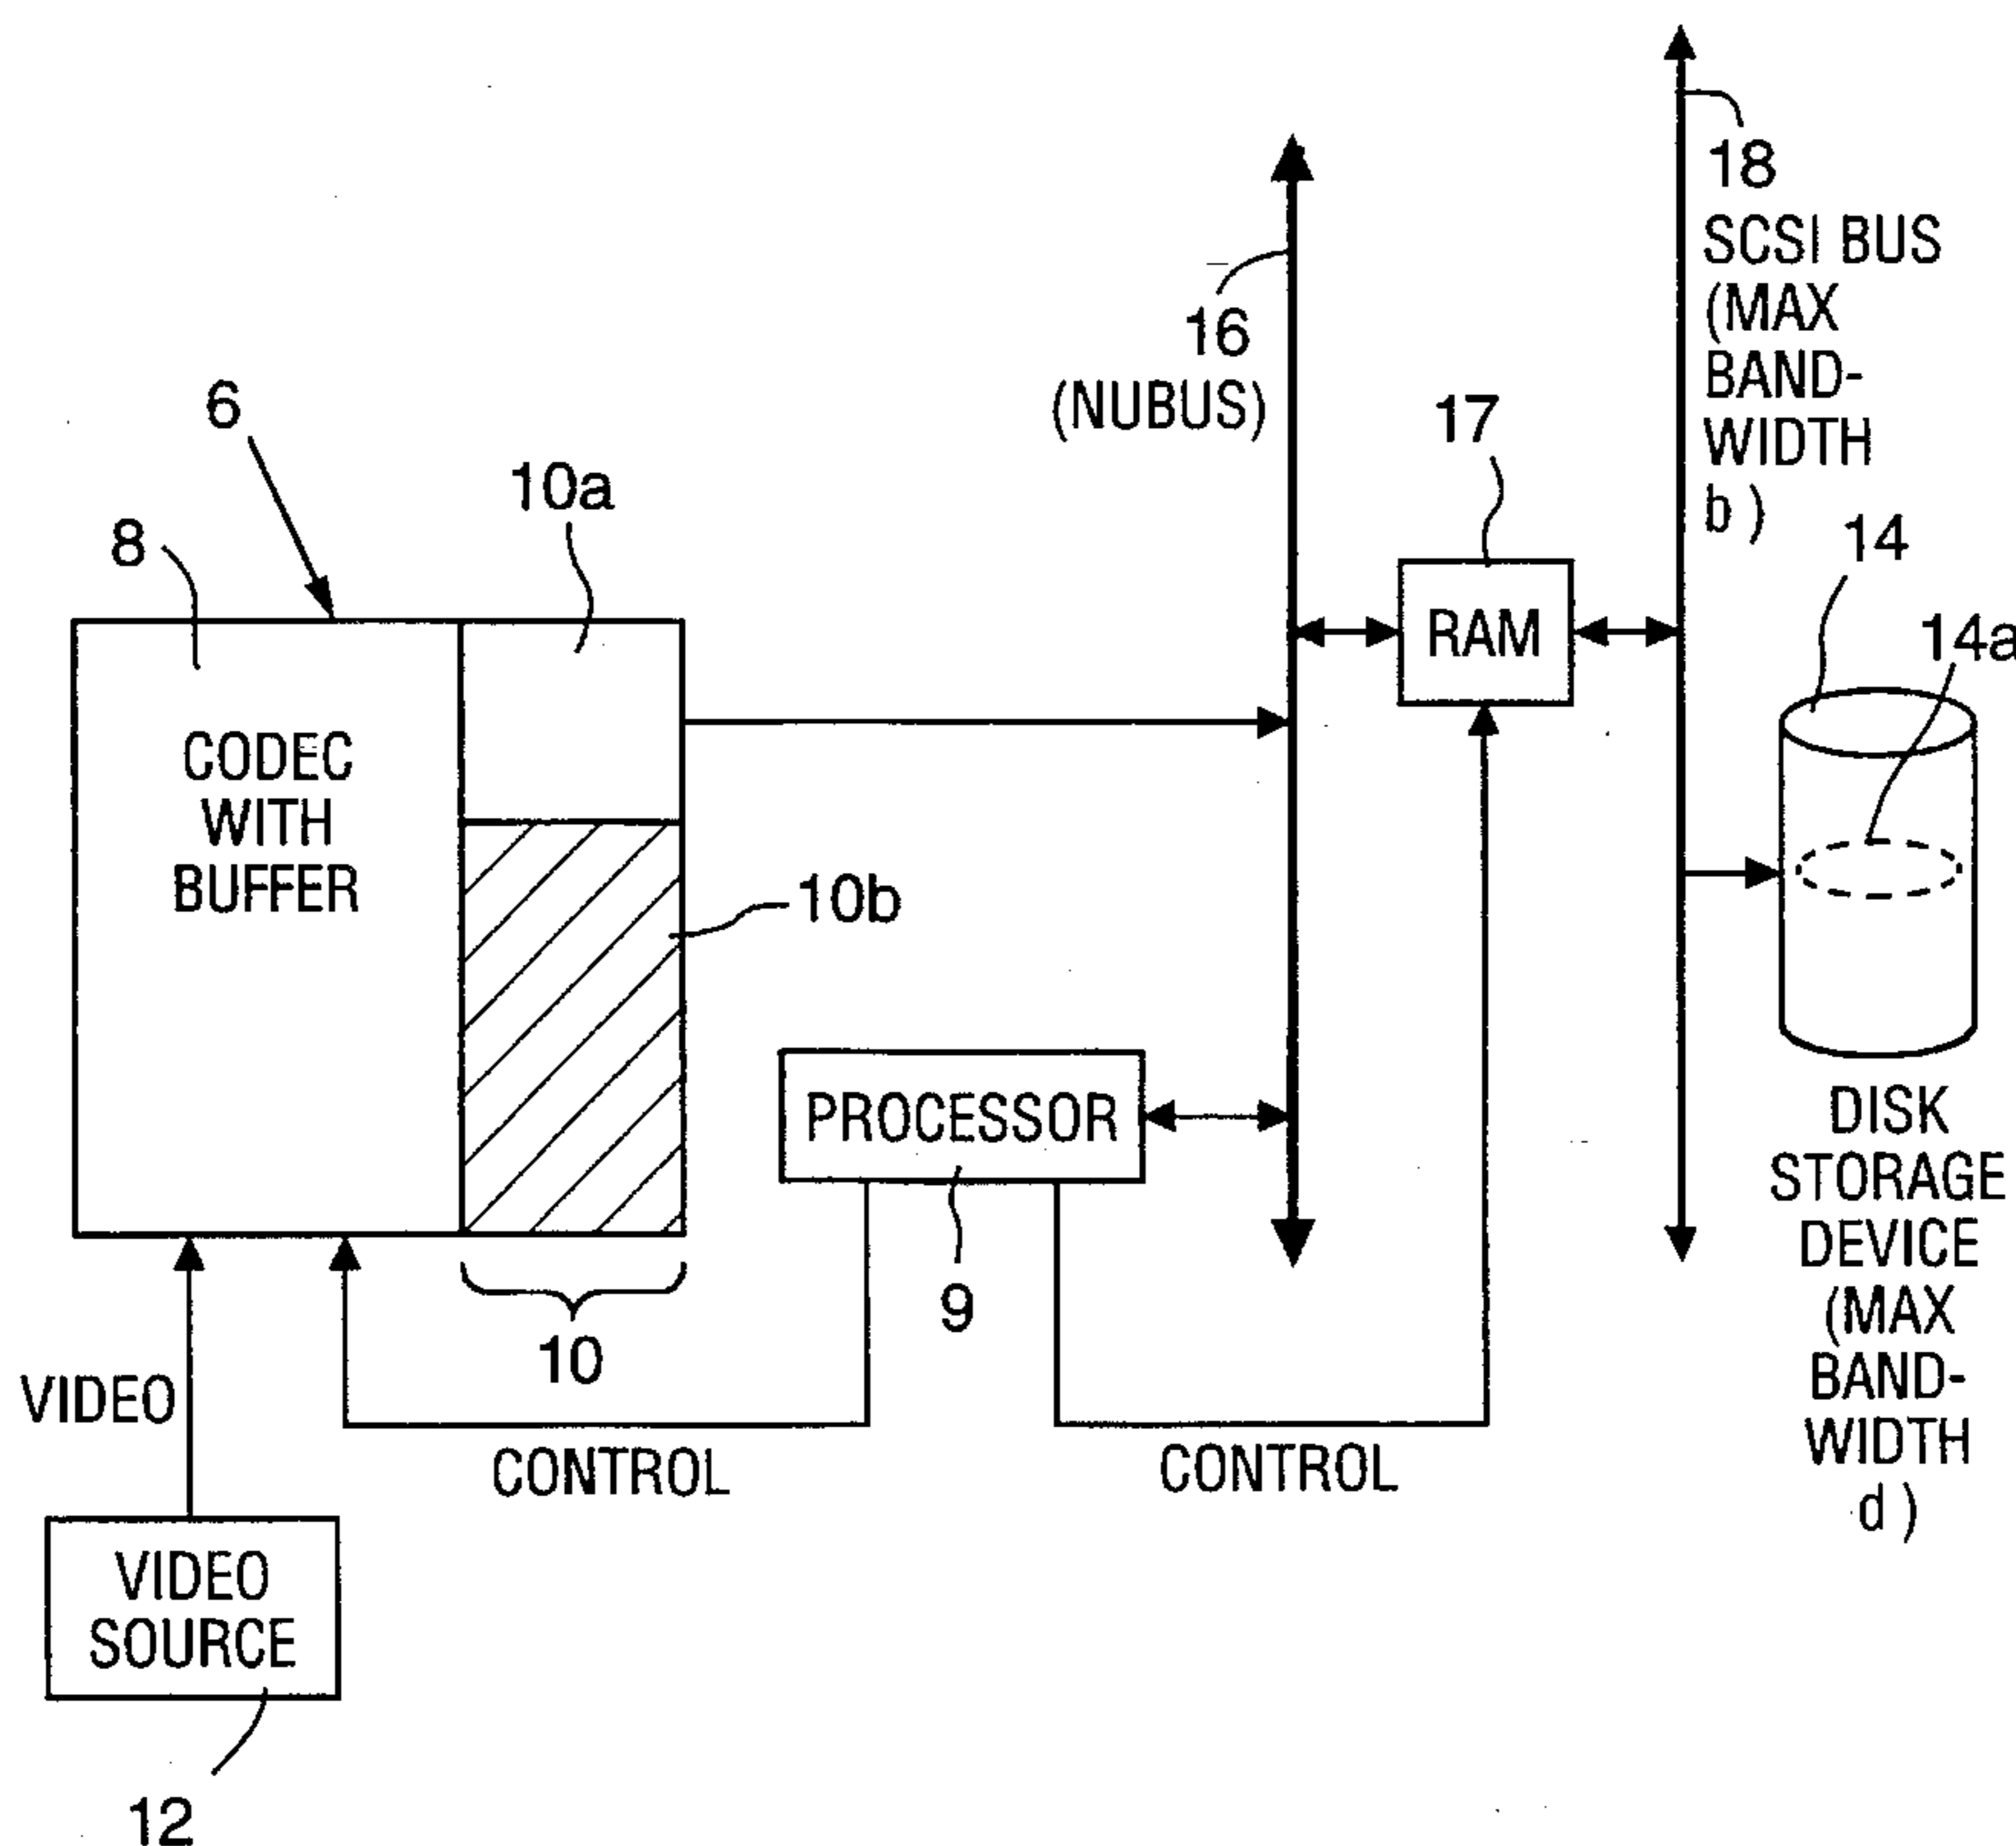 18
SCSI BUS
(MAX
BAND-
WIDTH
b )
16
(NUBUS)
6
17
10a
8
14
14a
RAM
CODEC
WITH
BUFFER
10b
PROCESSOR
DISK
STORAGE
DEVICE
(MAX
BAND-
WIDTH
d )
9
10
VIDEO
CONTROL
CONTROL
VIDEO
SOURCE
12